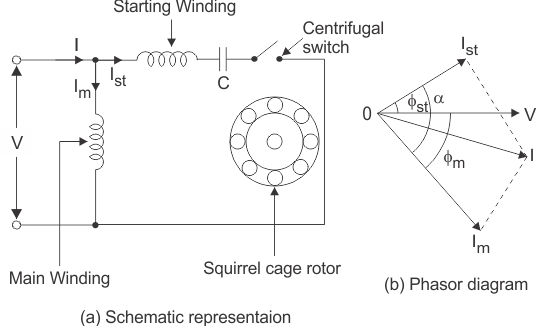 Starting Winding
Centrifugal
switch
I
I_st
I_m
C
V
Main Winding
Squirrel cage rotor
(a) Schematic representaion
I_st
ϕ_st
α
0
V
ϕ_m
I
I_m
(b) Phasor diagram